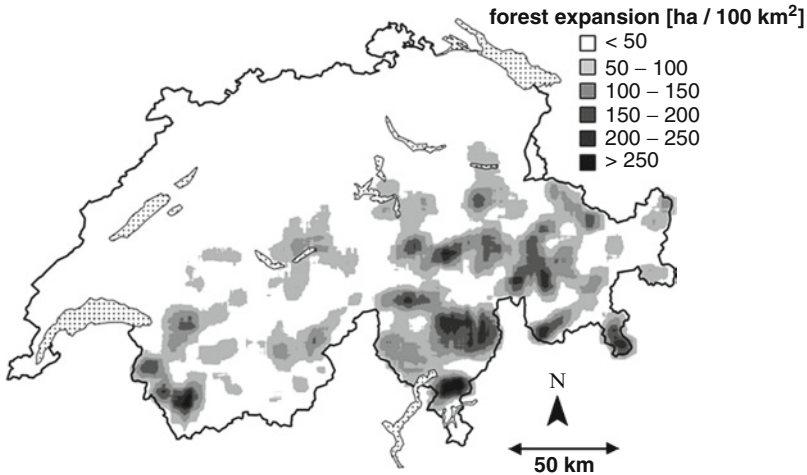 forest expansion [ha / 100 km²]
< 50
50 – 100
100 – 150
150 – 200
200 – 250
> 250
N
50 km